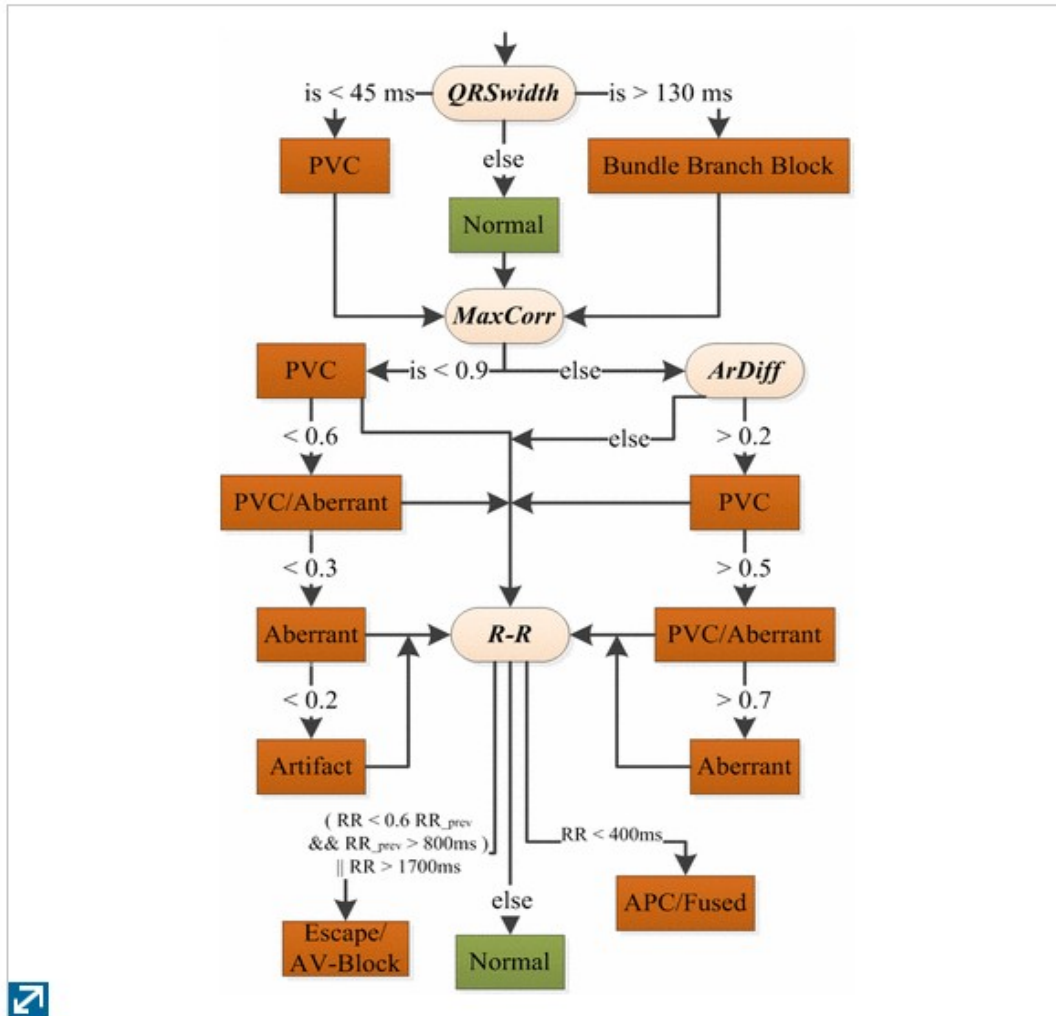 QRSwidth
is < 45 ms
is > 130 ms
PVC
else
Bundle Branch Block
Normal
MaxCorr
PVC
is < 0.9
else
ArDiff
< 0.6
else
> 0.2
PVC/Aberrant
PVC
< 0.3
> 0.5
Aberrant
R-R
PVC/Aberrant
< 0.2
> 0.7
Artifact
Aberrant
( RR < 0.6 RR_prev
&& RR_prev > 800ms )
|| RR > 1700ms
RR < 400ms
else
APC/Fused
Escape/
AV-Block
Normal